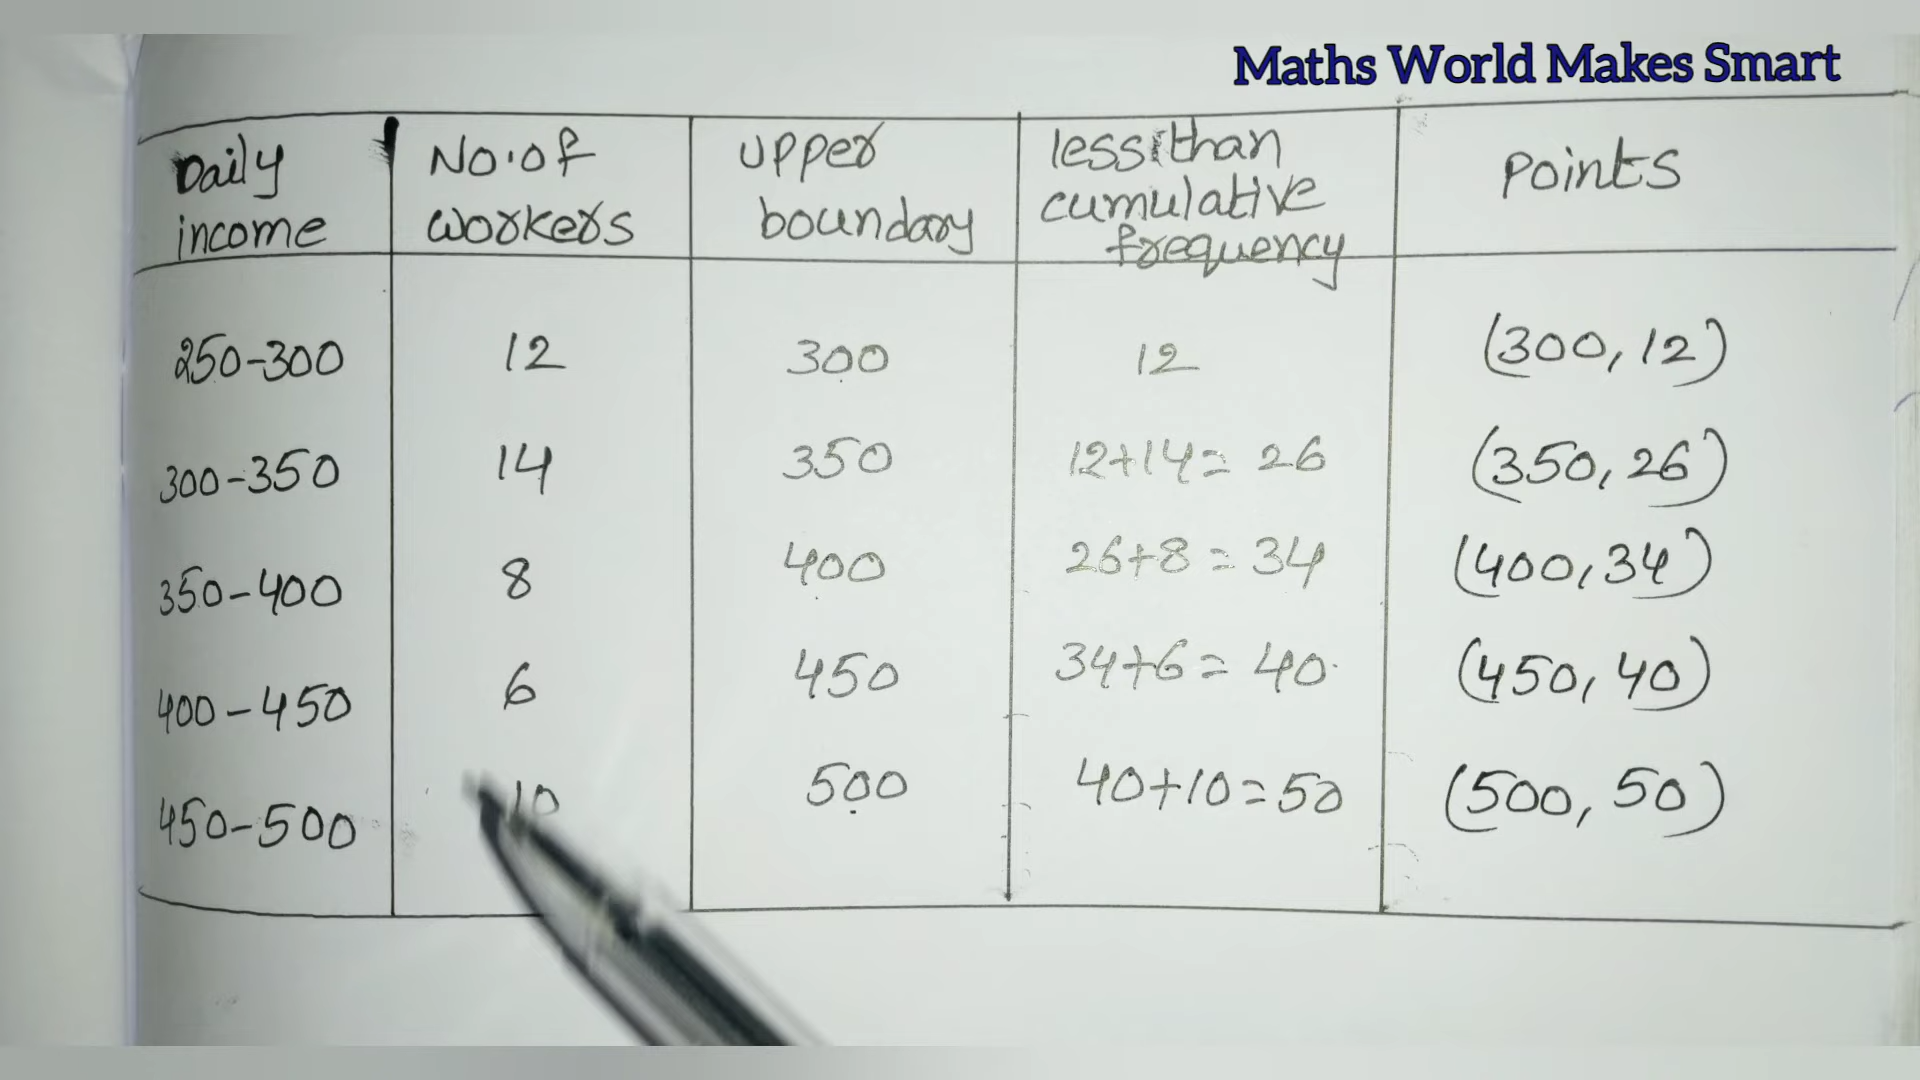 Maths World Makes Smart
Daily income | No. of workers | upper boundary | less than cumulative frequency | Points
250-300 | 12 | 300 | 12 | (300, 12)
300-350 | 14 | 350 | 12+14= 26 | (350, 26)
350-400 | 8 | 400 | 26+8 = 34 | (400, 34)
400-450 | 6 | 450 | 34+6= 40 | (450, 40)
450-500 | 10 | 500 | 40+10=50 | (500, 50)